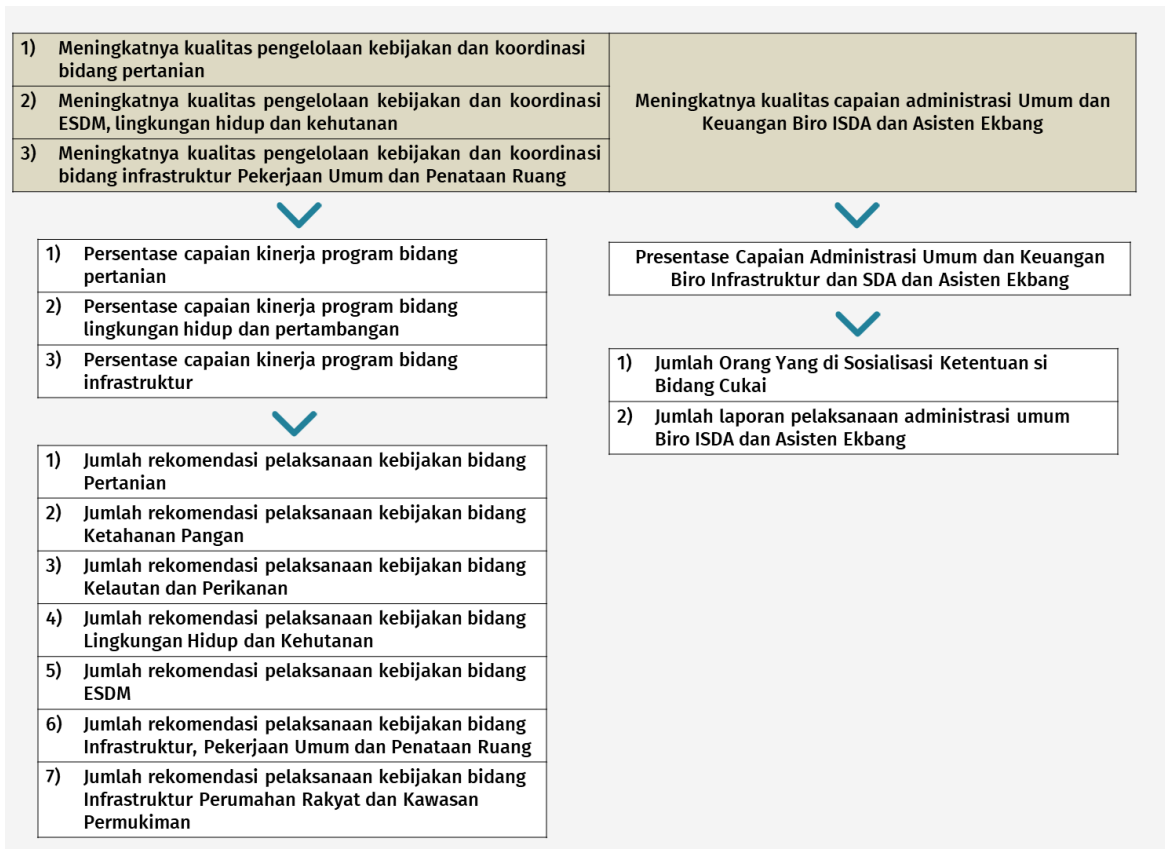 1) Meningkatnya kualitas pengelolaan kebijakan dan koordinasi
bidang pertanian
2) Meningkatnya kualitas pengelolaan kebijakan dan koordinasi
ESDM, lingkungan hidup dan kehutanan
3) Meningkatnya kualitas pengelolaan kebijakan dan koordinasi
bidang infrastruktur Pekerjaan Umum dan Penataan Ruang
Meningkatnya kualitas capaian administrasi Umum dan
Keuangan Biro ISDA dan Asisten Ekbang
1) Persentase capaian kinerja program bidang
pertanian
2) Persentase capaian kinerja program bidang
lingkungan hidup dan pertambangan
3) Persentase capaian kinerja program bidang
infrastruktur
Presentase Capaian Administrasi Umum dan Keuangan
Biro Infrastruktur dan SDA dan Asisten Ekbang
1) Jumlah Orang Yang di Sosialisasi Ketentuan si
Bidang Cukai
2) Jumlah laporan pelaksanaan administrasi umum
Biro ISDA dan Asisten Ekbang
1) Jumlah rekomendasi pelaksanaan kebijakan bidang
Pertanian
2) Jumlah rekomendasi pelaksanaan kebijakan bidang
Ketahanan Pangan
3) Jumlah rekomendasi pelaksanaan kebijakan bidang
Kelautan dan Perikanan
4) Jumlah rekomendasi pelaksanaan kebijakan bidang
Lingkungan Hidup dan Kehutanan
5) Jumlah rekomendasi pelaksanaan kebijakan bidang
ESDM
6) Jumlah rekomendasi pelaksanaan kebijakan bidang
Infrastruktur, Pekerjaan Umum dan Penataan Ruang
7) Jumlah rekomendasi pelaksanaan kebijakan bidang
Infrastruktur Perumahan Rakyat dan Kawasan
Permukiman